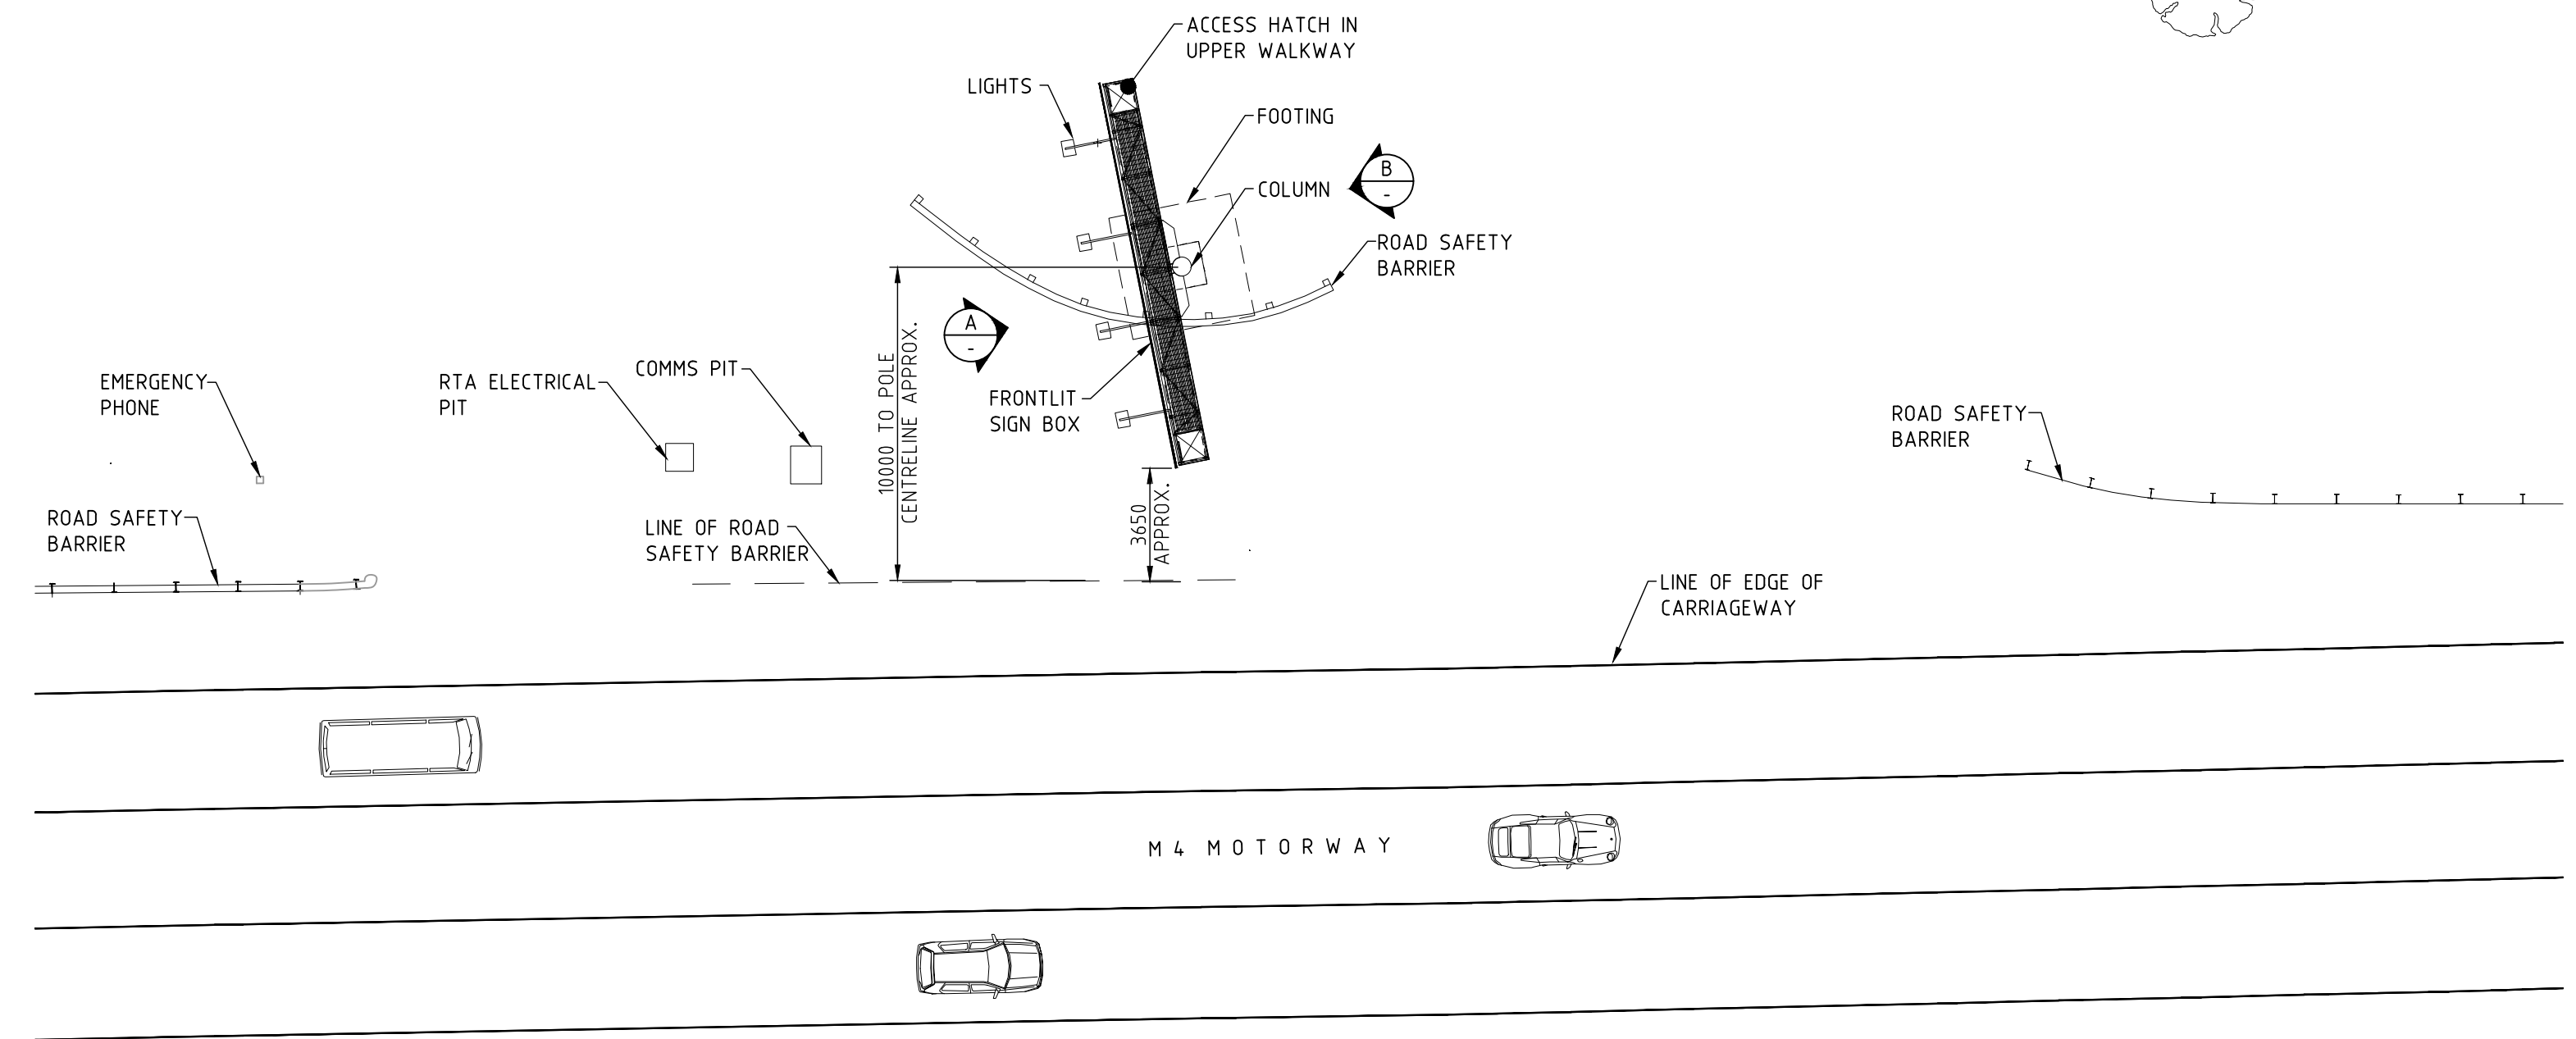 ACCESS HATCH IN
UPPER WALKWAY
LIGHTS
FOOTING
COLUMN
B
-
ROAD SAFETY
BARRIER
A
-
10000 TO POLE
CENTRELINE APPROX.
FRONTLIT
SIGN BOX
EMERGENCY
PHONE
RTA ELECTRICAL
PIT
COMMS PIT
ROAD SAFETY
BARRIER
ROAD SAFETY
BARRIER
LINE OF ROAD
SAFETY BARRIER
3650
APPROX.
LINE OF EDGE OF
CARRIAGEWAY
M4 MOTORWAY